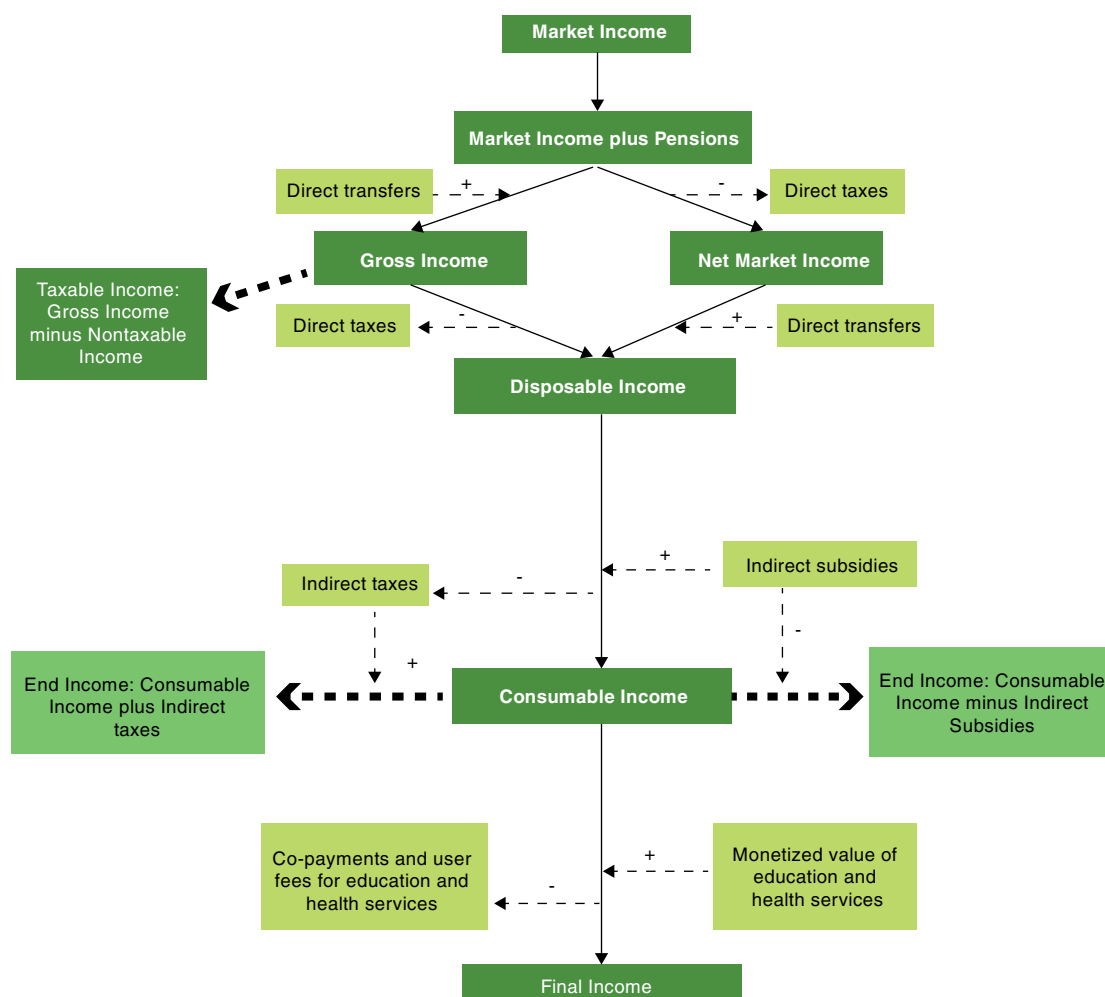 Market Income
Market Income plus Pensions
Direct transfers
+
-
Direct taxes
Gross Income
Net Market Income
Taxable Income:
Gross Income
minus Nontaxable
Income
Direct taxes
-
+
Direct transfers
Disposable Income
+
Indirect subsidies
Indirect taxes
-
+
-
End Income: Consumable
Income plus Indirect
taxes
Consumable Income
End Income: Consumable
Income minus Indirect
Subsidies
Co-payments and user
fees for education and
health services
-
+
Monetized value of
education and
health services
Final Income